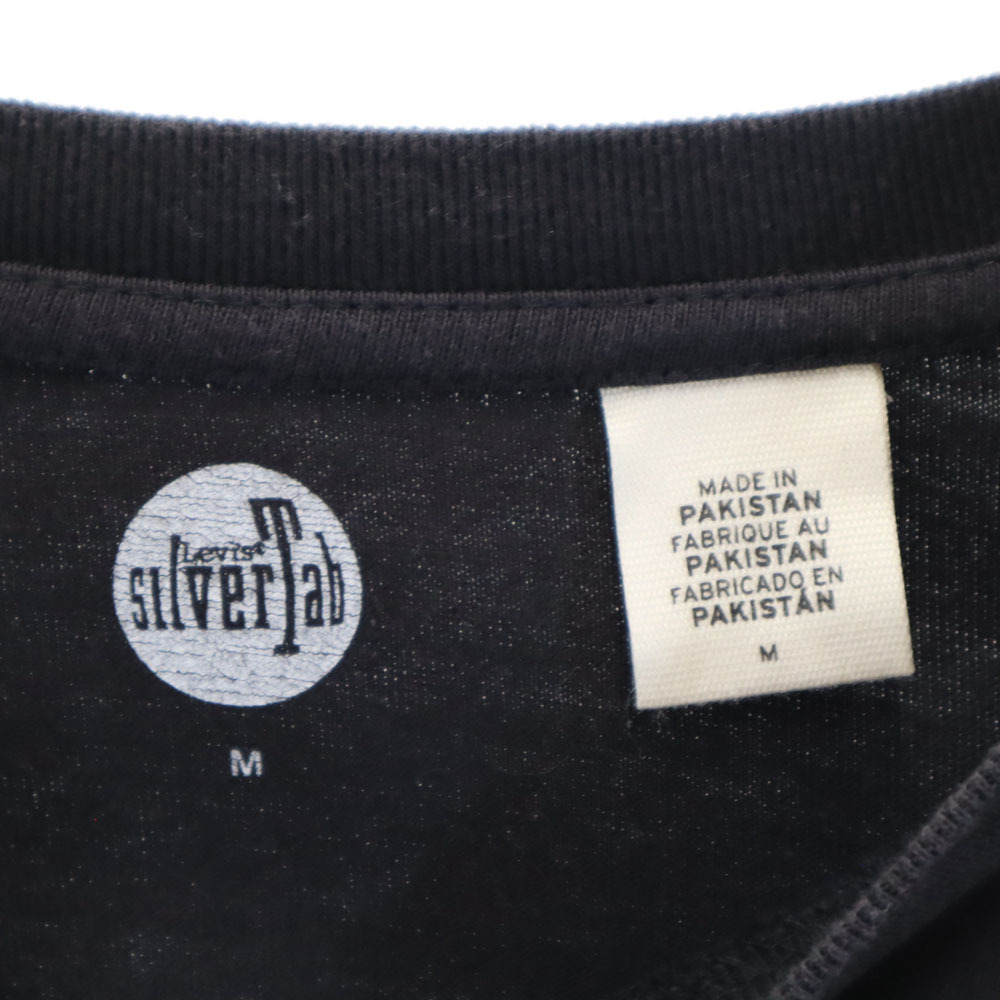 Levi's
silverTab
M
MADE IN
PAKISTAN
FABRIQUE AU
PAKISTAN
FABRICADO EN
PAKISTÁN
M